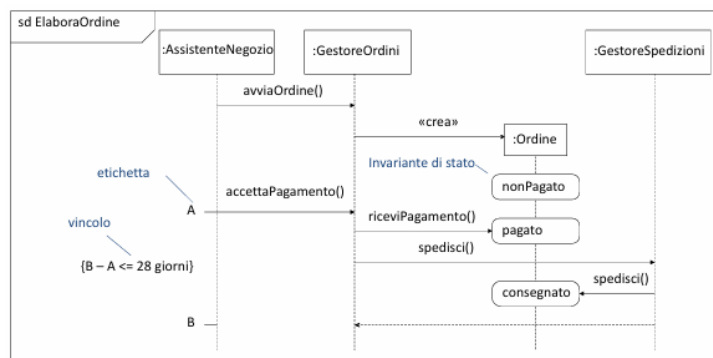 sd ElaboraOrdine
:AssistenteNegozio
:GestoreOrdini
:GestoreSpedizioni
avviaOrdine()
«crea»
:Ordine
Invariante di stato
etichetta
nonPagato
accettaPagamento()
A
riceviPagamento()
vincolo
pagato
spedisci()
{B – A <= 28 giorni}
spedisci()
consegnato
B